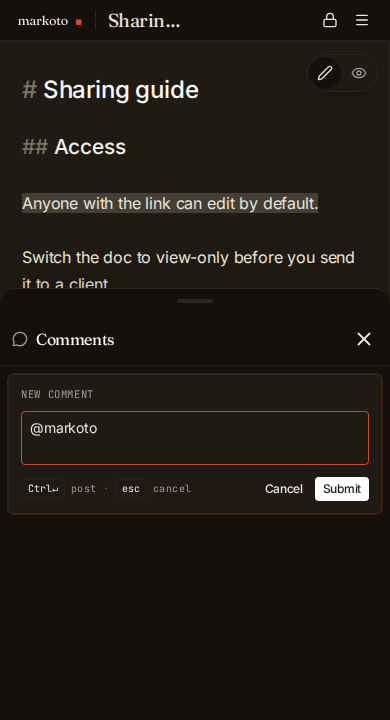 markoto
Sharin...
# Sharing guide
## Access
Anyone with the link can edit by default.
Switch the doc to view-only before you send
it to a client.
Comments
NEW COMMENT
@markoto
Ctrl↵ post · esc cancel
Cancel
Submit